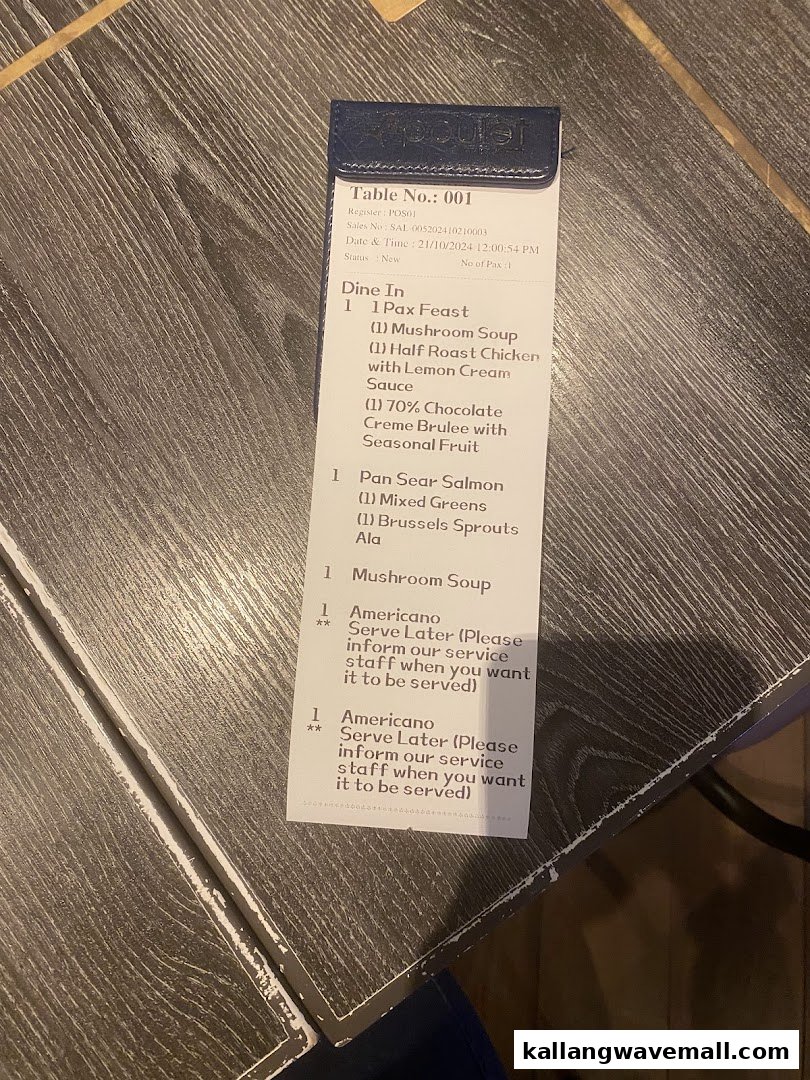 Table No.: 001
Register : POS01
Sales No : SAL-005202410210003
Date & Time : 21/10/2024 12:00:54 PM
Status : New No of Pax :1
Dine In
1 1 Pax Feast
(1) Mushroom Soup
(1) Half Roast Chicken
with Lemon Cream
Sauce
(1) 70% Chocolate
Creme Brulee with
Seasonal Fruit
1 Pan Sear Salmon
(1) Mixed Greens
(1) Brussels Sprouts
Ala
1 Mushroom Soup
1 Americano
** Serve Later (Please
inform our service
staff when you want
it to be served)
1 Americano
** Serve Later (Please
inform our service
staff when you want
it to be served)
kallangwavemall.com